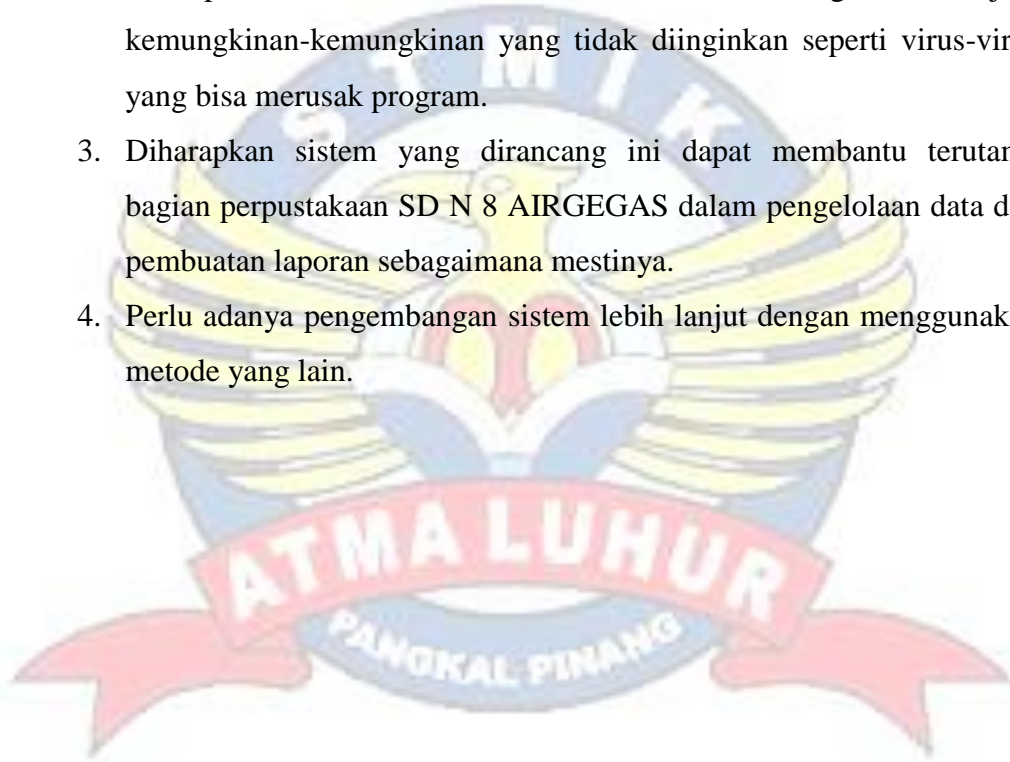 kemungkinan-kemungkinan yang tidak diinginkan seperti virus-vir
yang bisa merusak program.
3. Diharapkan sistem yang dirancang ini dapat membantu terutan
bagian perpustakaan SD N 8 AIRGEGAS dalam pengelolaan data d
pembuatan laporan sebagaimana mestinya.
4. Perlu adanya pengembangan sistem lebih lanjut dengan menggunak
metode yang lain.
STMIK
ATMA LUHUR
PANGKAL PINANG